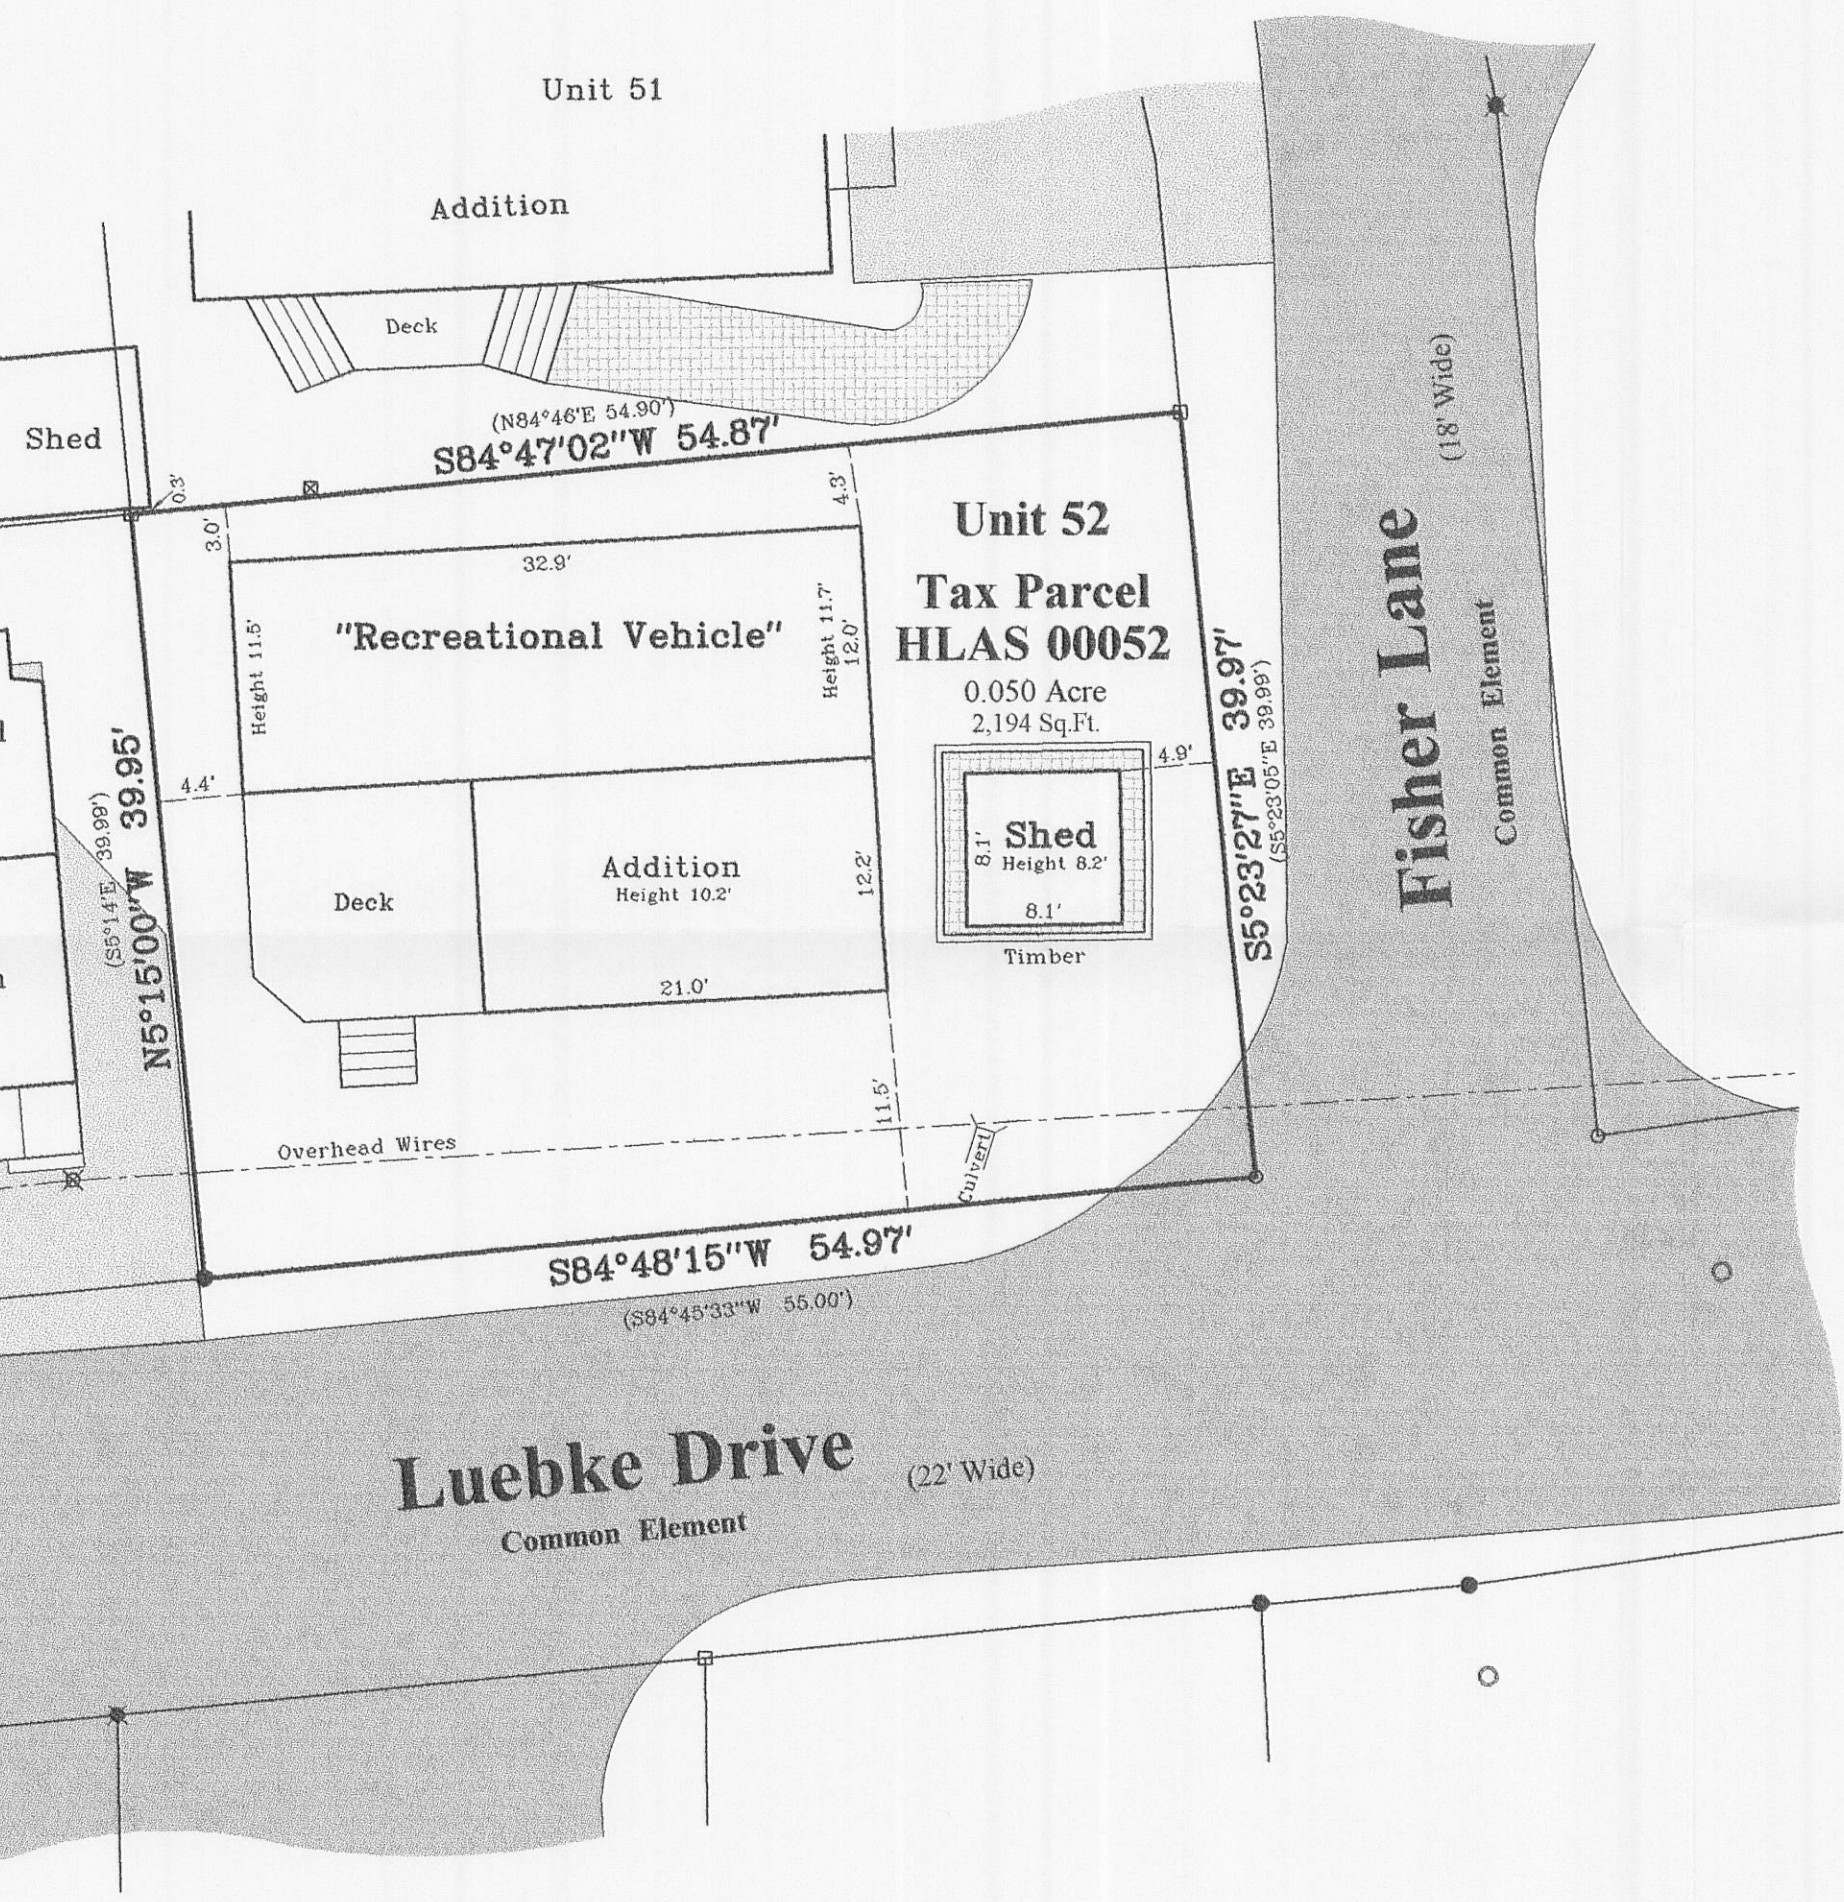 Unit 51
Addition
Deck
Shed
0.3'
(N84°46'E 54.90')
S84°47'02"W 54.87'
3.0'
4.3'
32.9'
"Recreational Vehicle"
Height 11.5'
Height 11.7'
12.0'
Unit 52
Tax Parcel
HLAS 00052
0.050 Acre
2,194 Sq.Ft.
4.9'
4.4'
Shed
Height 8.2'
8.1'
8.1'
Timber
Addition
Height 10.2'
12.2'
21.0'
Deck
N5°15'00"W 39.95'
(S5°14'E 39.99')
S5°23'27"E 39.97'
(S5°23'05"E 39.99')
Fisher Lane
(18' Wide)
Common Element
11.5'
Overhead Wires
Culvert
S84°48'15"W 54.97'
(S84°45'33"W 55.00')
Luebke Drive
(22' Wide)
Common Element